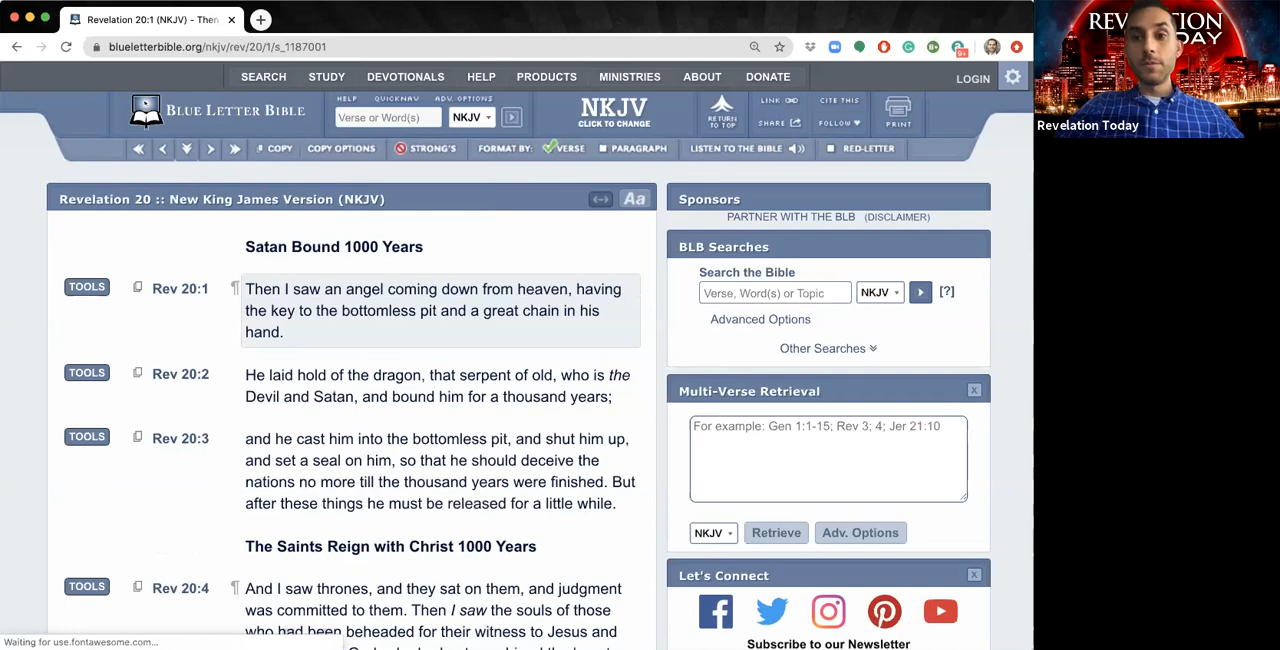 Revelation 20:1 (NKJV) - Then
blueletterbible.org/nkjv/rev/20/1/s_1187001
SEARCH STUDY DEVOTIONALS HELP PRODUCTS MINISTRIES ABOUT DONATE LOGIN
BLUE LETTER BIBLE
HELP QUICKNAV ADV. OPTIONS
Verse or Word(s) NKJV
NKJV
CLICK TO CHANGE
RETURN
TO TOP
LINK CITE THIS
SHARE FOLLOW
PRINT
COPY COPY OPTIONS STRONG'S FORMAT BY: VERSE PARAGRAPH LISTEN TO THE BIBLE RED-LETTER
Revelation 20 :: New King James Version (NKJV) Aa
Satan Bound 1000 Years
TOOLS Rev 20:1 ¶ Then I saw an angel coming down from heaven, having
the key to the bottomless pit and a great chain in his
hand.
TOOLS Rev 20:2 He laid hold of the dragon, that serpent of old, who is the
Devil and Satan, and bound him for a thousand years;
TOOLS Rev 20:3 and he cast him into the bottomless pit, and shut him up,
and set a seal on him, so that he should deceive the
nations no more till the thousand years were finished. But
after these things he must be released for a little while.
The Saints Reign with Christ 1000 Years
TOOLS Rev 20:4 ¶ And I saw thrones, and they sat on them, and judgment
was committed to them. Then I saw the souls of those
who had been beheaded for their witness to Jesus and
Waiting for use.fontawesome.com...
Sponsors
PARTNER WITH THE BLB (DISCLAIMER)
BLB Searches
Search the Bible
Verse, Word(s) or Topic NKJV [?]
Advanced Options
Other Searches
Multi-Verse Retrieval X
For example: Gen 1:1-15; Rev 3; 4; Jer 21:10
NKJV Retrieve Adv. Options
Let's Connect X
Subscribe to our Newsletter
Revelation Today